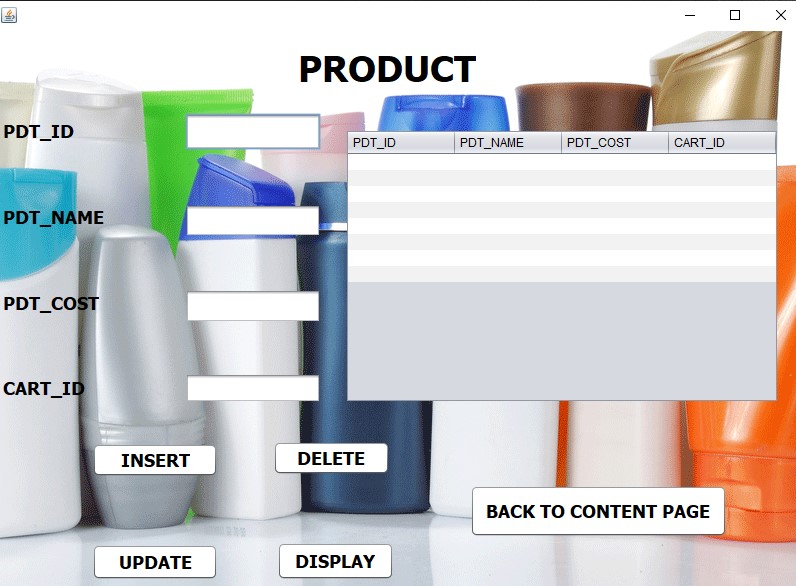 PRODUCT
PDT_ID
PDT_ID PDT_NAME PDT_COST CART_ID
PDT_NAME
PDT_COST
CART_ID
INSERT
DELETE
BACK TO CONTENT PAGE
UPDATE
DISPLAY